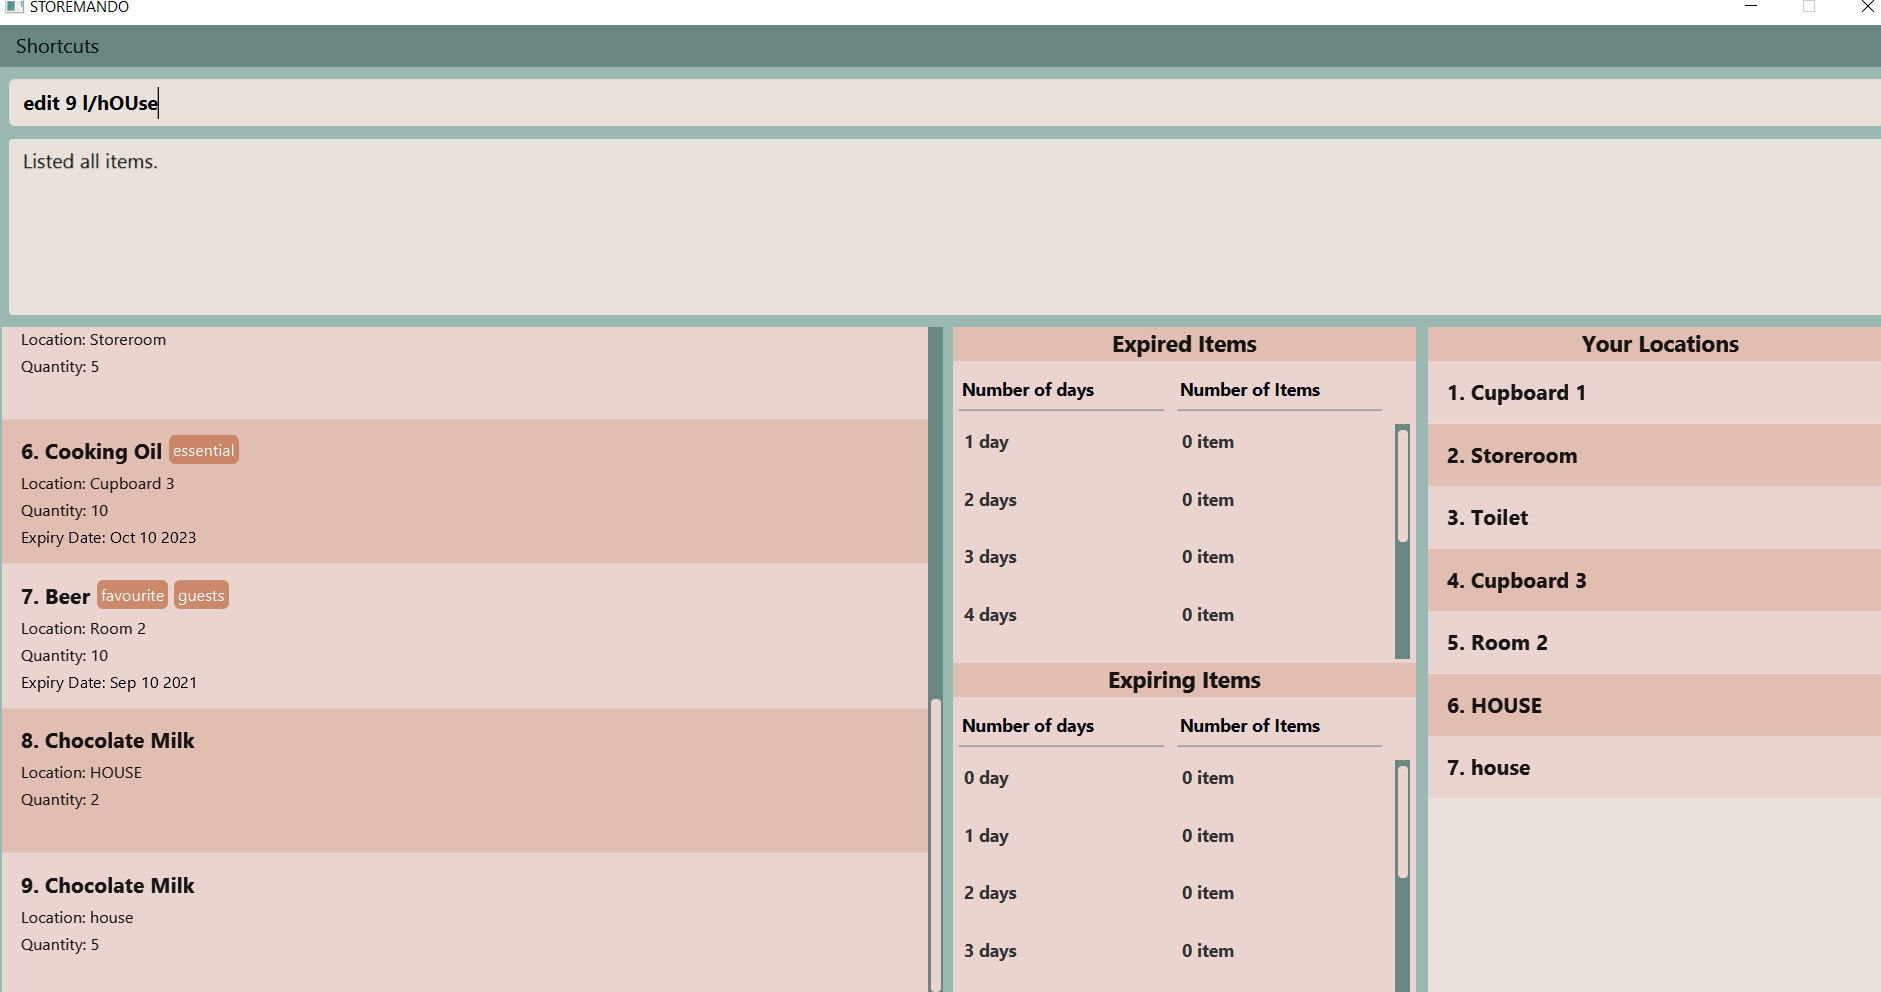 STOREMANDO
Shortcuts
edit 9 l/hOUse
Listed all items.
Location: Storeroom
Quantity: 5
6. Cooking Oil essential
Location: Cupboard 3
Quantity: 10
Expiry Date: Oct 10 2023
7. Beer favourite guests
Location: Room 2
Quantity: 10
Expiry Date: Sep 10 2021
8. Chocolate Milk
Location: HOUSE
Quantity: 2
9. Chocolate Milk
Location: house
Quantity: 5
Expired Items
Number of days Number of Items
1 day 0 item
2 days 0 item
3 days 0 item
4 days 0 item
Expiring Items
Number of days Number of Items
0 day 0 item
1 day 0 item
2 days 0 item
3 days 0 item
Your Locations
1. Cupboard 1
2. Storeroom
3. Toilet
4. Cupboard 3
5. Room 2
6. HOUSE
7. house